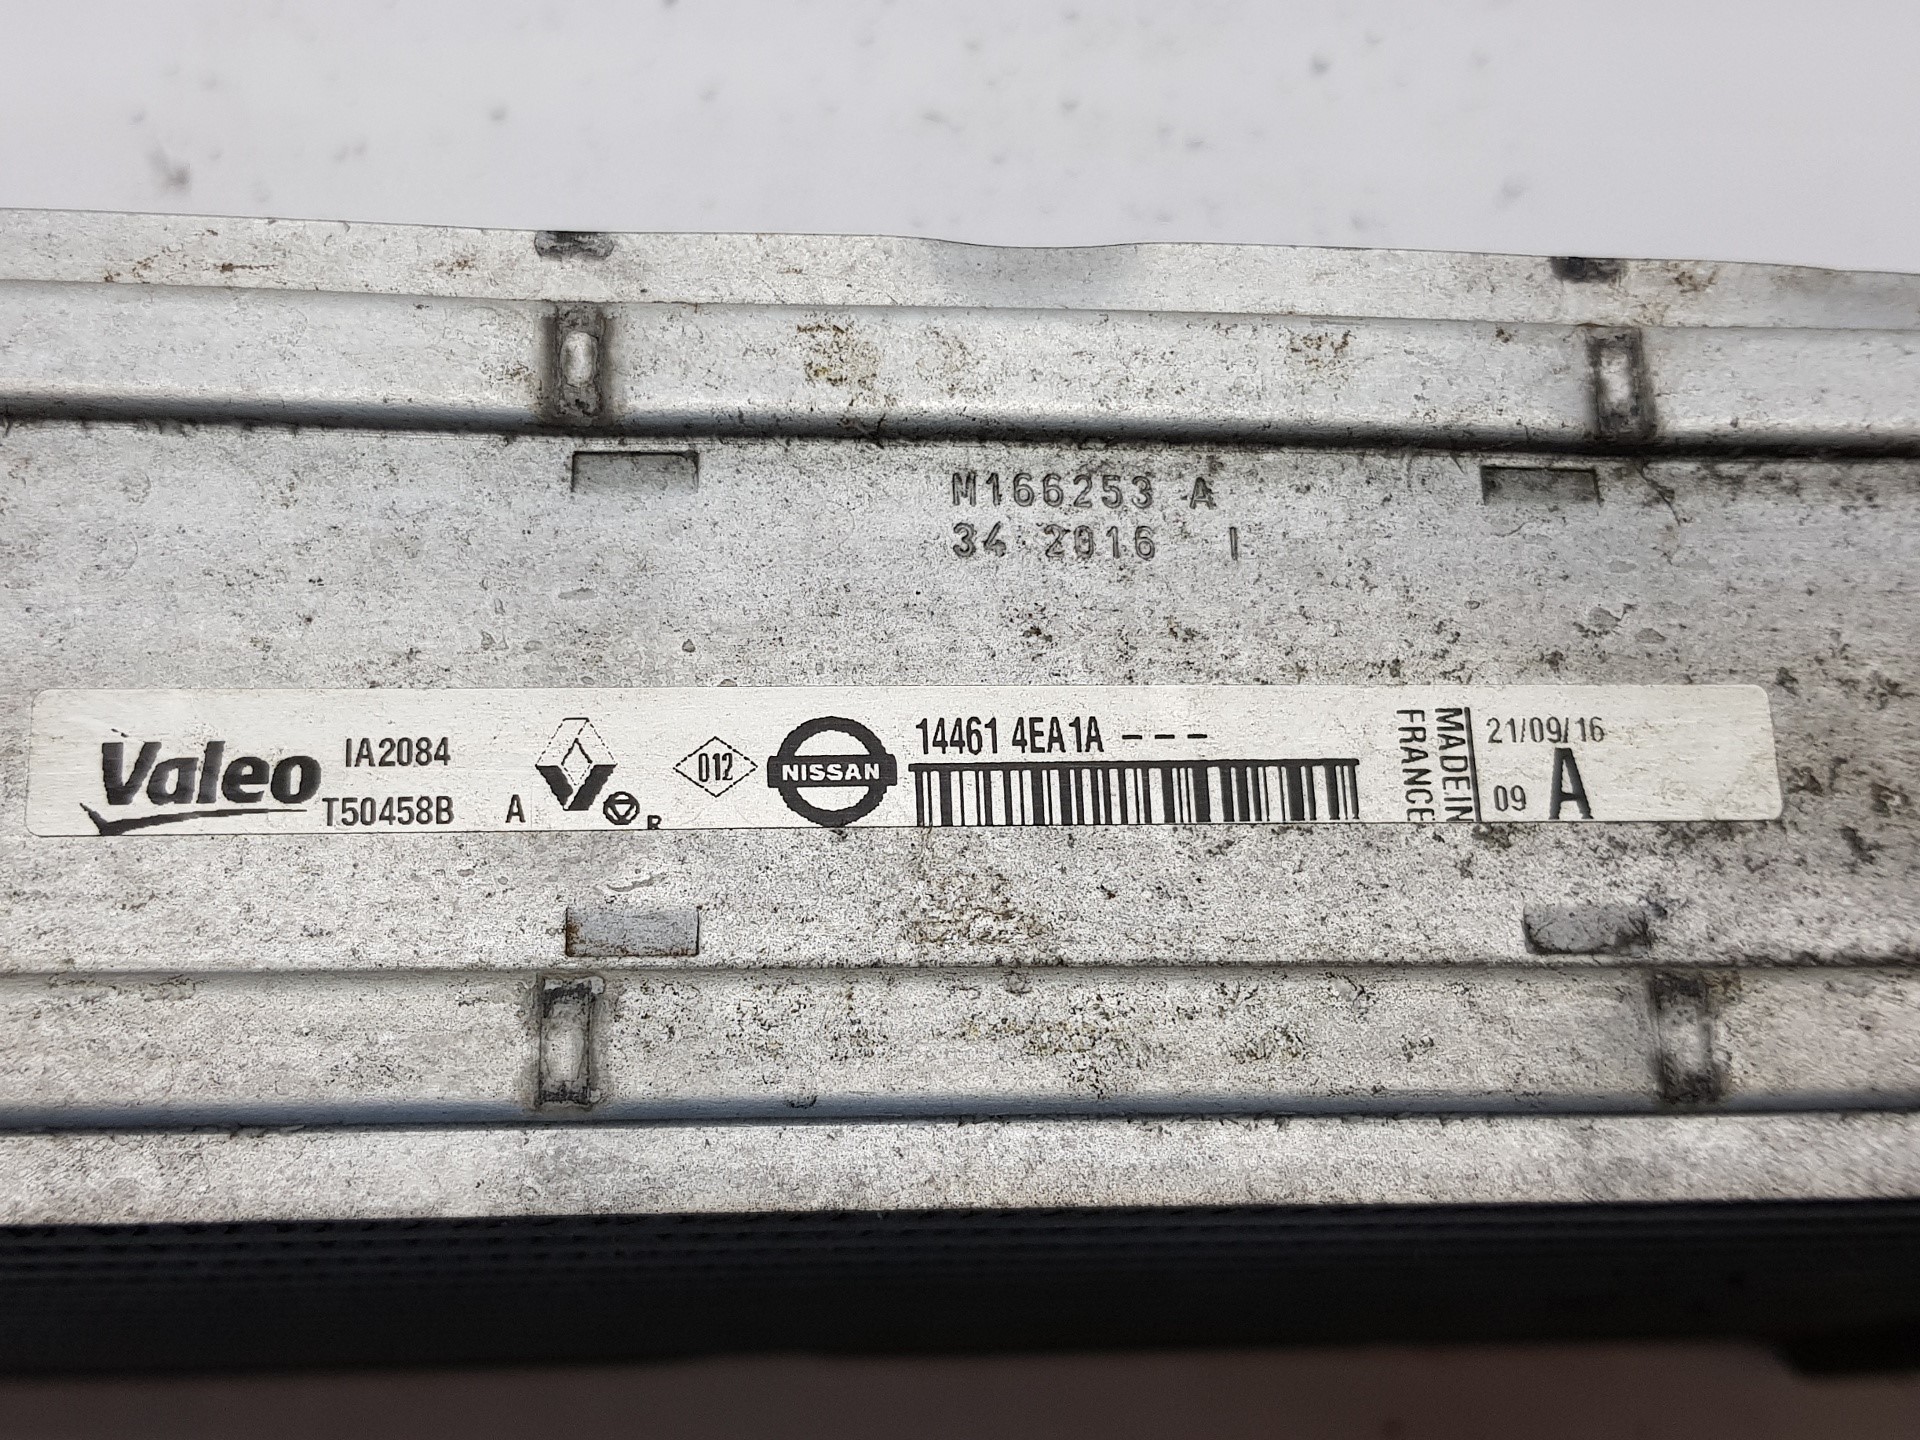 M166253 A
34 2016 I
Valeo
IA2084
T50458B A
R
012
NISSAN
14461 4EA1A ---
MADE IN
FRANCE
21/09/16
09 A